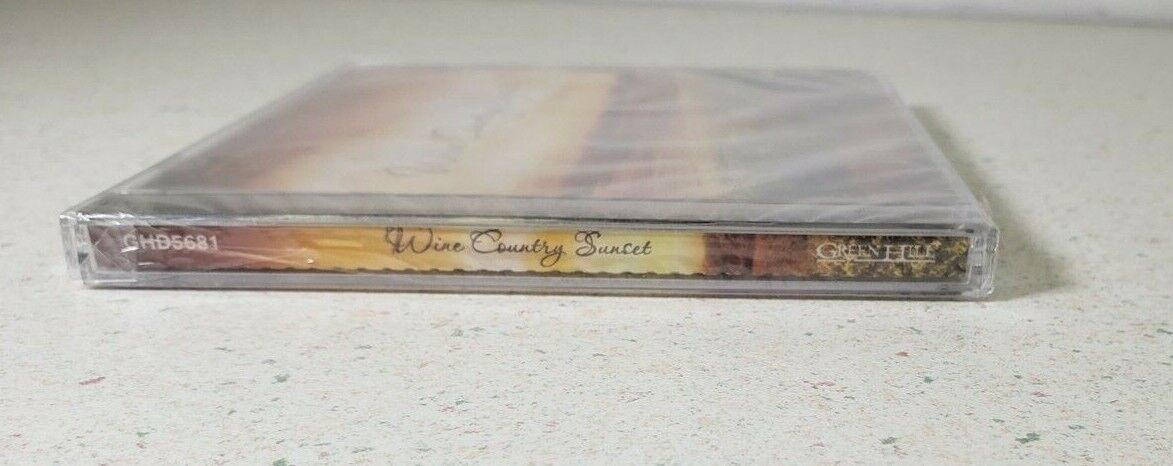 GHD5681
Wine Country Sunset
GREEN HILL